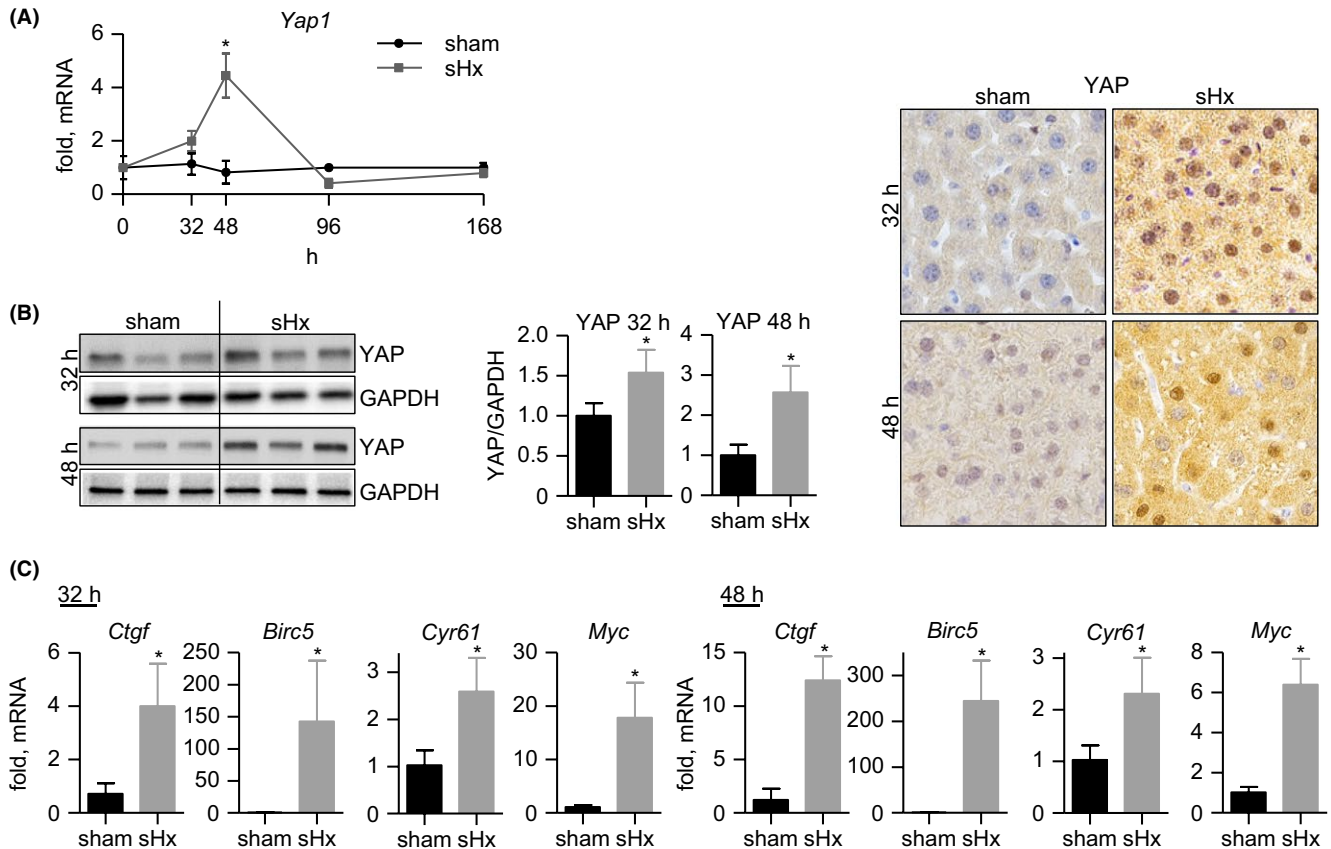 (A)
Yap1
6
4
2
0
fold, mRNA
*
sham
sHx
0 32 48 96 168
h
YAP
sham sHx
32 h
48 h
(B)
sham sHx
32 h
YAP
GAPDH
48 h
YAP
GAPDH
YAP/GAPDH
YAP 32 h
2.0
1.5
1.0
0.5
0
*
sham sHx
YAP 48 h
4
3
2
1
0
*
sham sHx
(C)
32 h
fold, mRNA
Ctgf
6
4
2
0
*
sham sHx
Birc5
250
200
150
100
50
0
*
sham sHx
Cyr61
3
2
1
0
*
sham sHx
Myc
30
20
10
0
*
sham sHx
48 h
fold, mRNA
Ctgf
15
10
5
0
*
sham sHx
Birc5
300
200
100
0
*
sham sHx
Cyr61
3
2
1
0
*
sham sHx
Myc
8
6
4
2
0
*
sham sHx